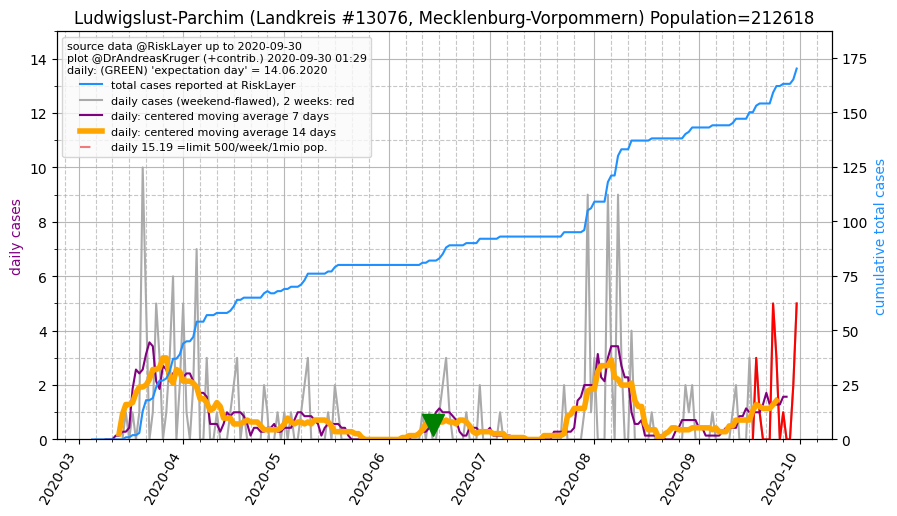 Ludwigslust-Parchim (Landkreis #13076, Mecklenburg-Vorpommern) Population=212618
source data @RiskLayer up to 2020-09-30
plot @DrAndreasKruger (+contrib.) 2020-09-30 01:29
daily: (GREEN) 'expectation day' = 14.06.2020
total cases reported at RiskLayer
daily cases (weekend-flawed), 2 weeks: red
daily: centered moving average 7 days
daily: centered moving average 14 days
daily 15.19 =limit 500/week/1mio pop.
daily cases
14
12
10
8
6
4
2
0
cumulative total cases
175
150
125
100
75
50
25
0
2020-03
2020-04
2020-05
2020-06
2020-07
2020-08
2020-09
2020-10